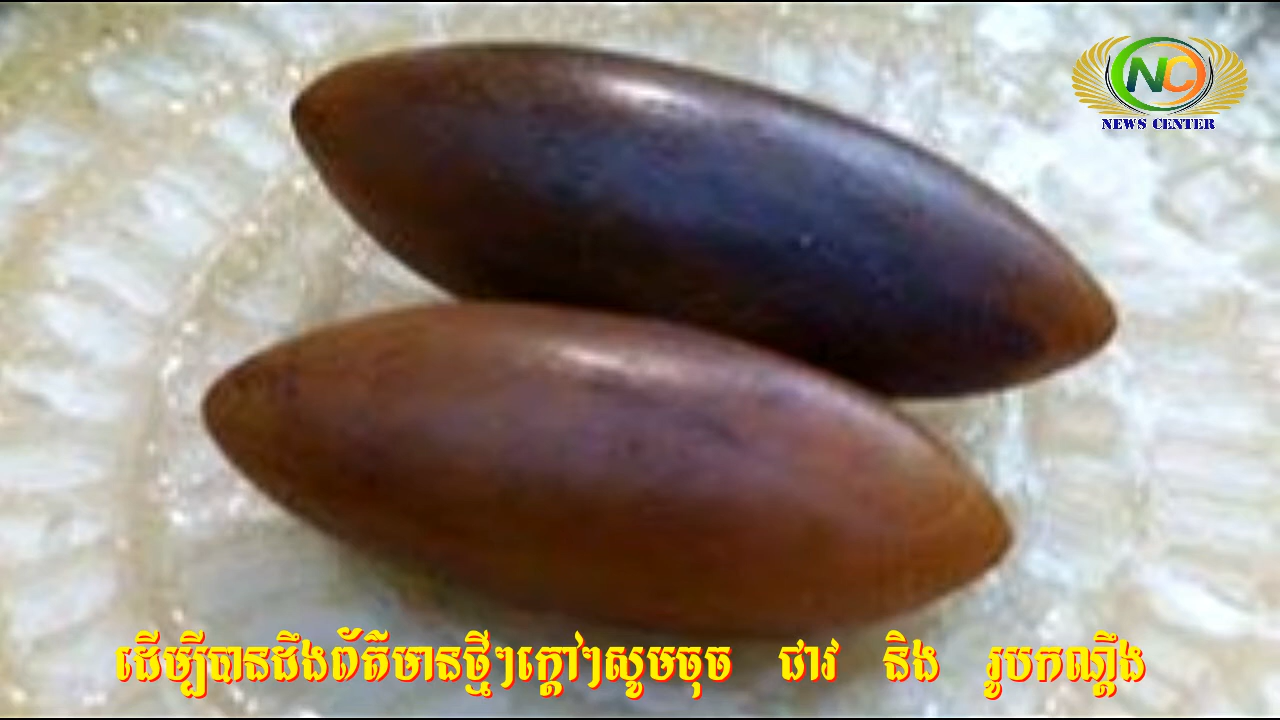 NC
NEWS CENTER
ដើម្បីបានដឹងព័ត៌មានថ្មីៗក្តៅៗសូមចុច ជាវ និង រូបកណ្តឹង